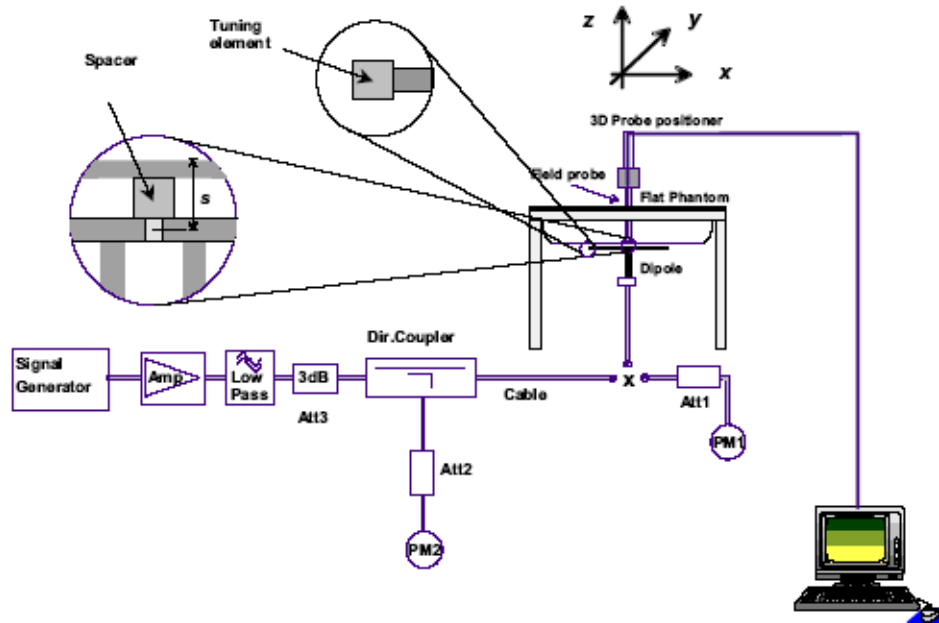 Tuning
element
Spacer
s
z
y
x
3D Probe positioner
Field probe
Flat Phantom
Dipole
Signal
Generator
Amp
Low
Pass
3dB
Att3
Dir.Coupler
Cable
x
Att1
PM1
Att2
PM2